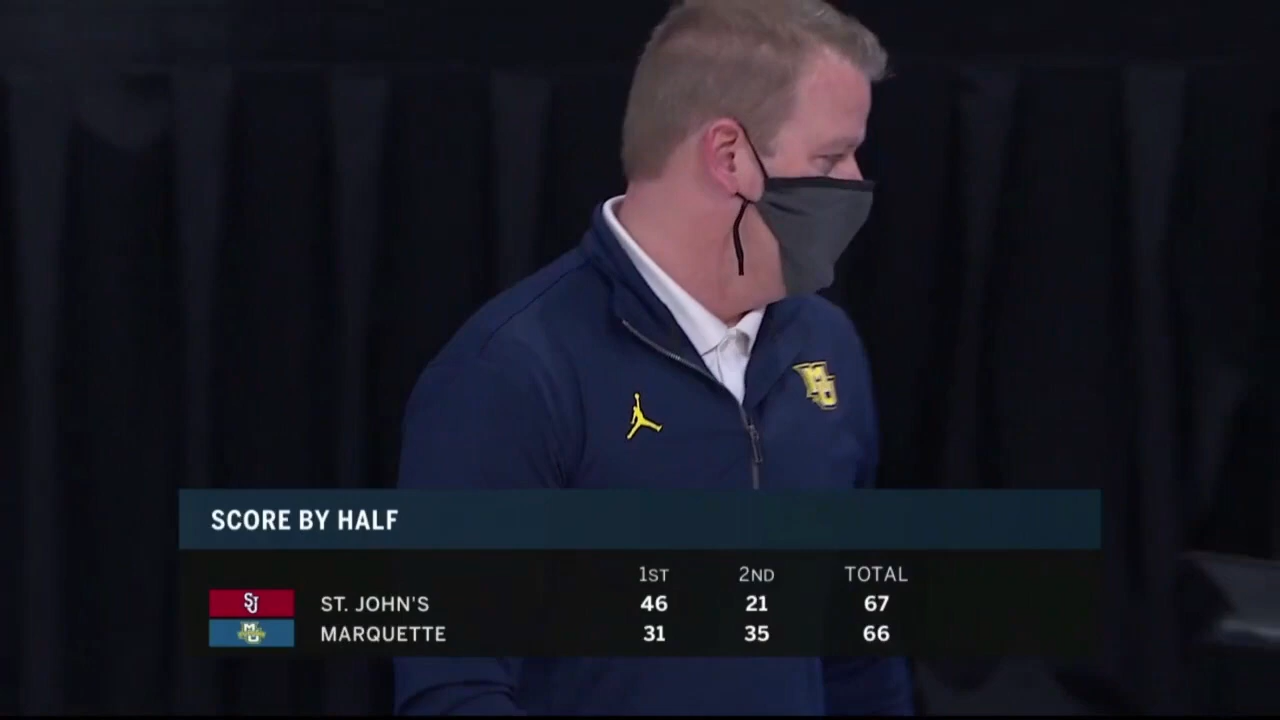 MU
SCORE BY HALF
1ST 2ND TOTAL
SJ ST. JOHN'S 46 21 67
MU MARQUETTE 31 35 66